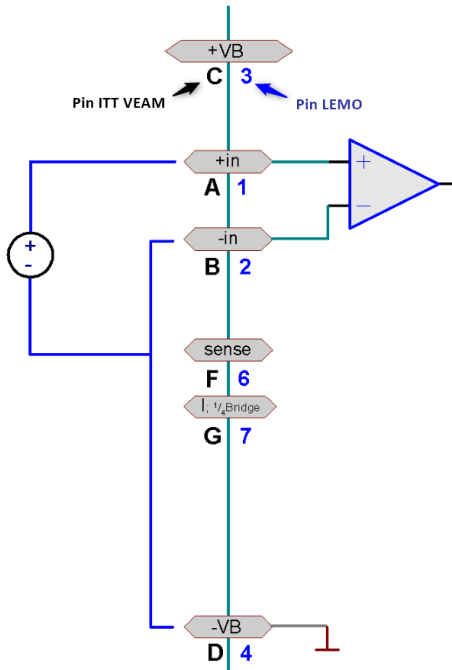 +VB
C 3
Pin ITT VEAM Pin LEMO
+in
A 1
+
-in
−
B 2
+
-
sense
F 6
I; 1/4Bridge
G 7
-VB
D 4